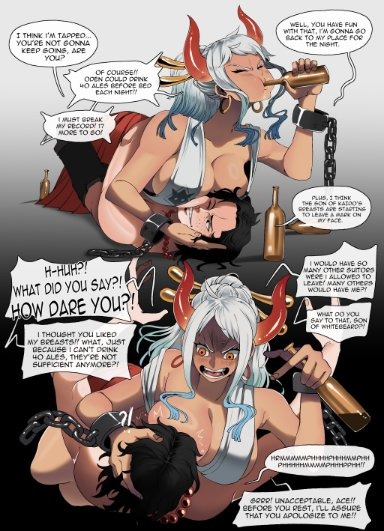 I THINK I'M TAPPED...
YOU'RE NOT GONNA
KEEP GOING, ARE
YOU?
WELL, YOU HAVE FUN
WITH THAT, I'M GONNA
GO BACK TO MY PLACE FOR
THE NIGHT.
OF COURSE!!
ODEN COULD DRINK
40 ALES BEFORE BED
EACH NIGHT!!
I MUST BREAK
MY RECORD! 17
MORE TO GO!
PLUS, I THINK
THE SON OF KAIDO'S
BREASTS ARE STARTING
TO LEAVE A MARK ON
MY FACE.
H-HUH?!
WHAT DID YOU SAY?!
HOW DARE YOU?!
I THOUGHT YOU LIKED
MY BREASTS!! WHAT, JUST
BECAUSE I CAN'T DRINK
40 ALES, THEY'RE NOT
SUFFICIENT ANYMORE?!
I WOULD HAVE SO
MANY OTHER SUITORS
WERE I ALLOWED TO
LEAVE! MANY OTHERS
WOULD HAVE ME?!
WHAT DO YOU
SAY TO THAT, SON
OF WHITEBEARD?!
GRRR! UNACCEPTABLE, ACE!!
BEFORE YOU REST, I'LL ASSURE
THAT YOU APOLOGIZE TO ME!!